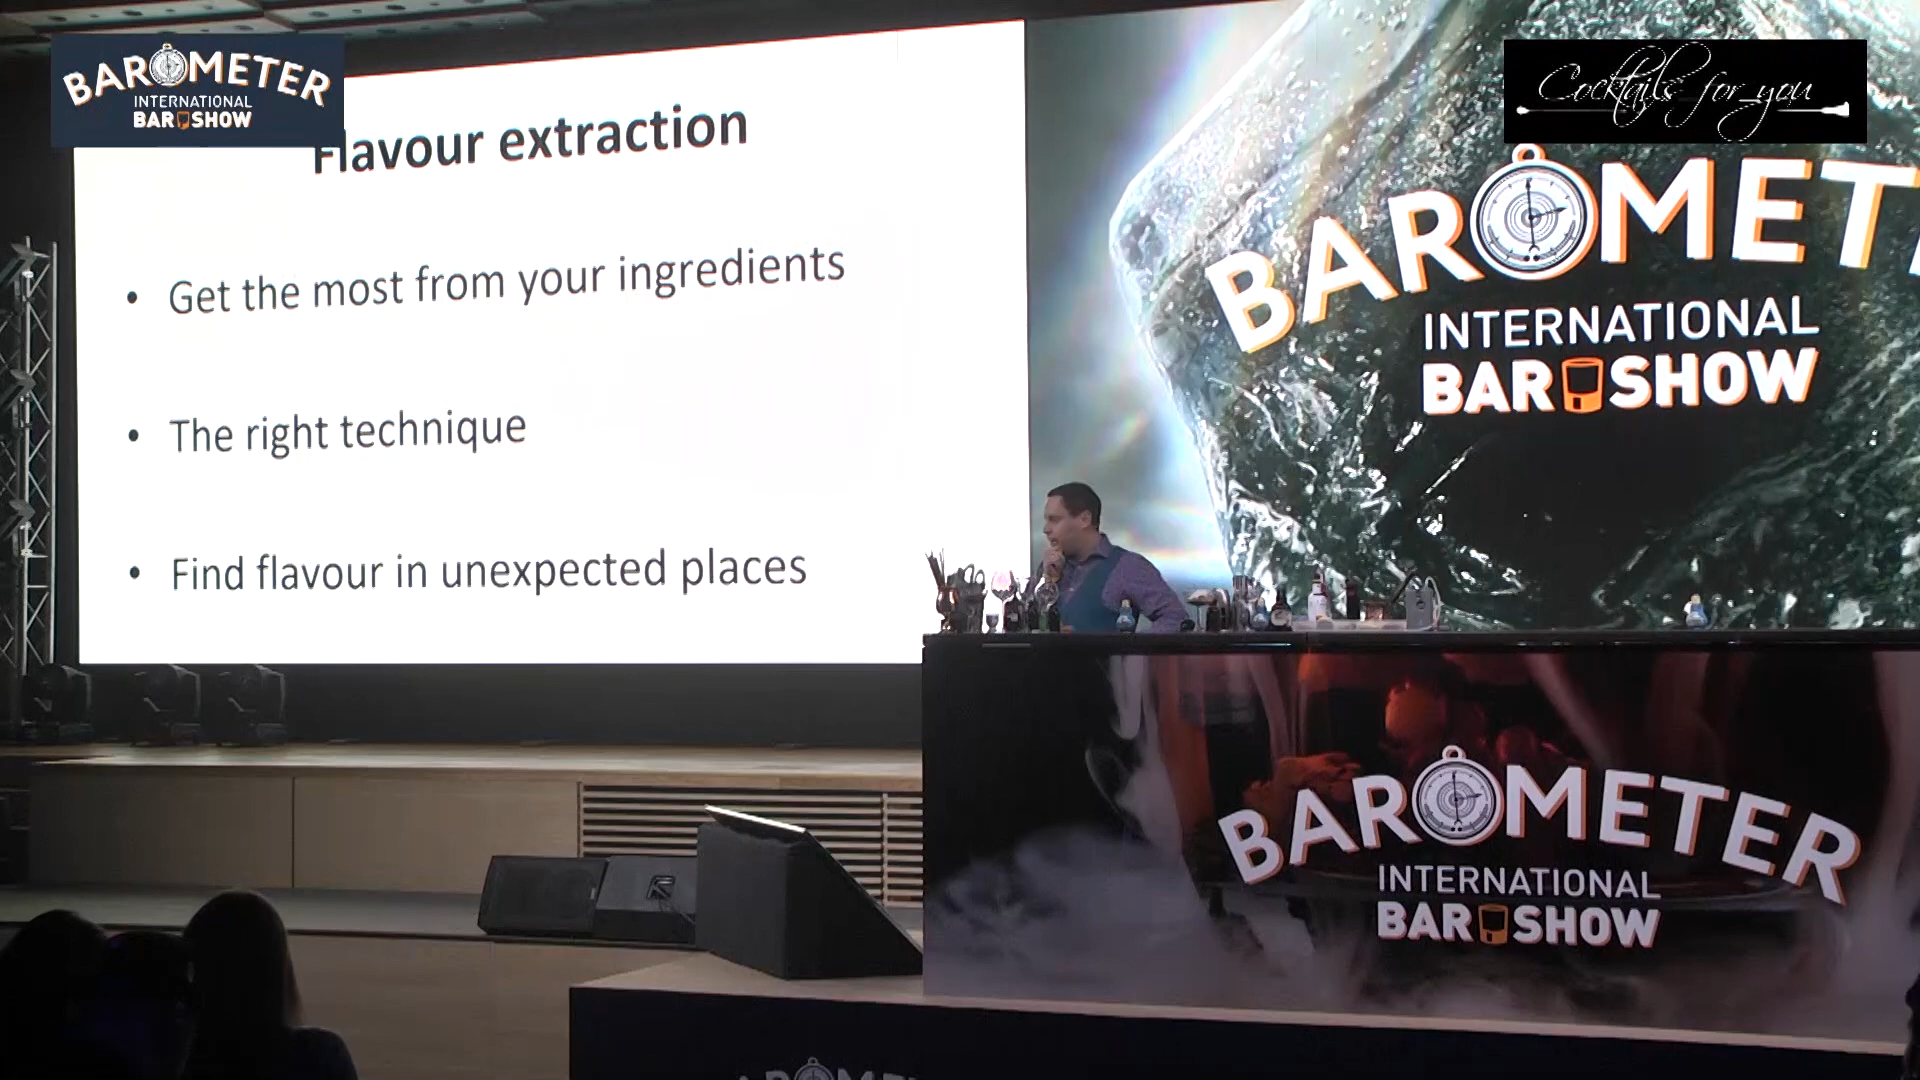 BAROMETER
INTERNATIONAL
BAR SHOW
Flavour extraction
• Get the most from your ingredients
• The right technique
• Find flavour in unexpected places
Cocktails for you
BAROMET
INTERNATIONAL
BAR SHOW
BAROMETER
INTERNATIONAL
BAR SHOW